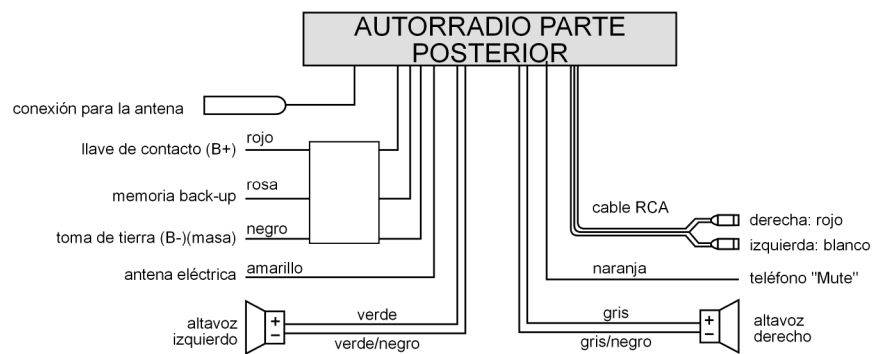 AUTORRADIO PARTE
POSTERIOR
conexión para la antena
llave de contacto (B+)
rojo
memoria back-up
rosa
toma de tierra (B-)(masa)
negro
antena eléctrica
amarillo
altavoz
izquierdo
+
−
verde
verde/negro
cable RCA
derecha: rojo
izquierda: blanco
naranja
teléfono "Mute"
gris
gris/negro
+
−
altavoz
derecho